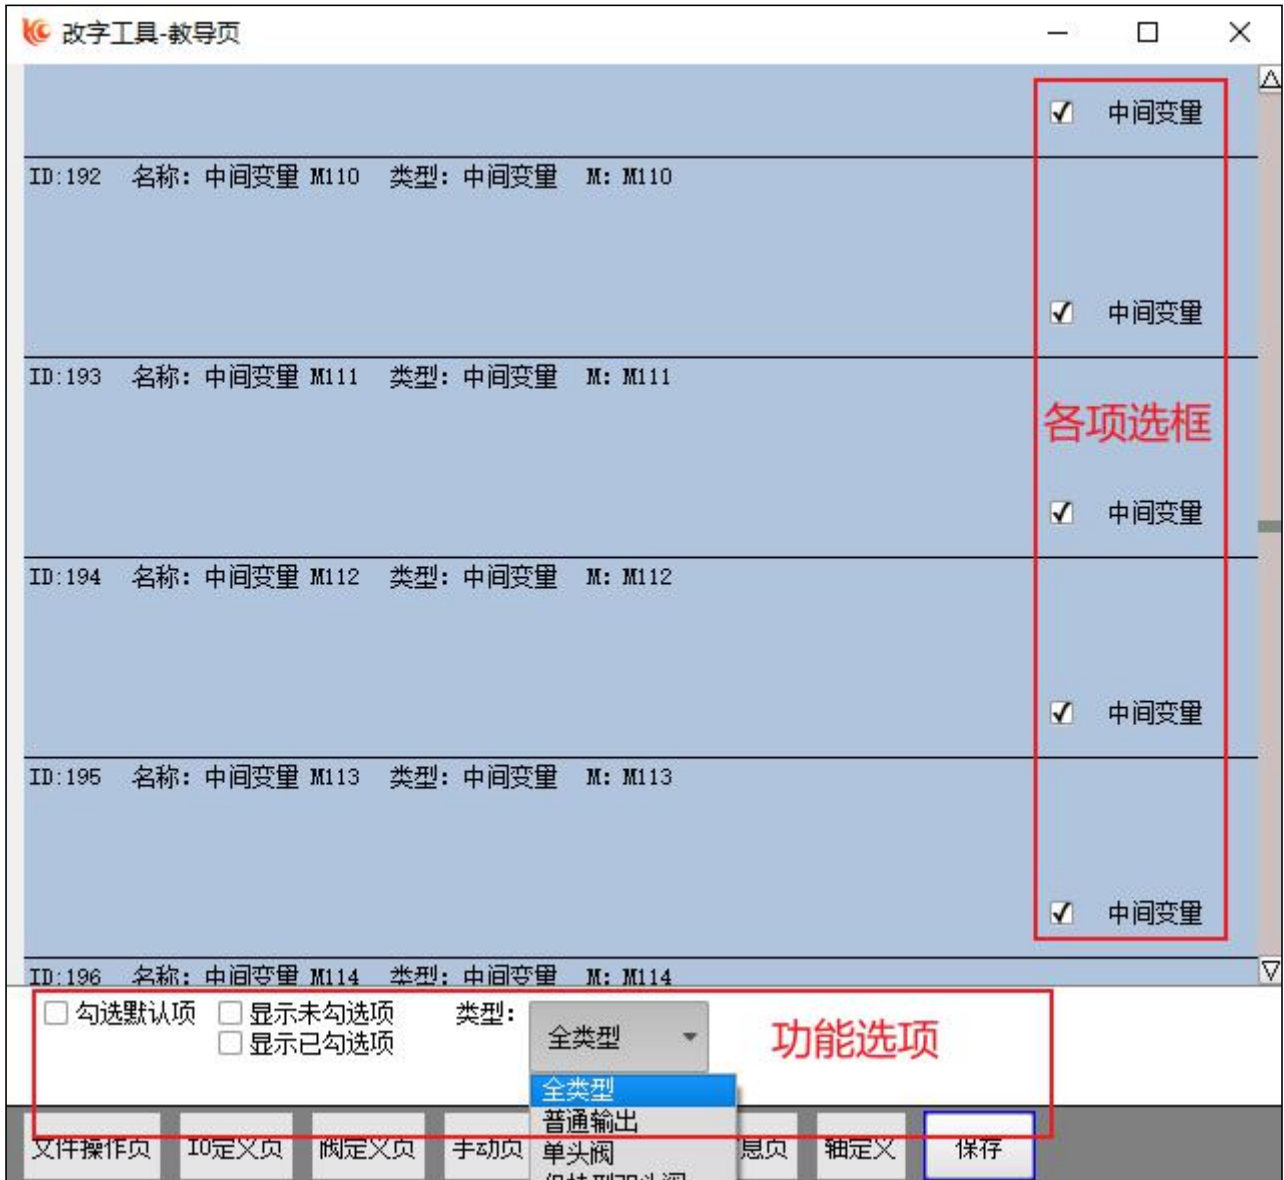 改字工具-教导页
中间变量
ID:192 名称：中间变量 M110 类型：中间变量 M：M110
中间变量
ID:193 名称：中间变量 M111 类型：中间变量 M：M111
各项选框
中间变量
ID:194 名称：中间变量 M112 类型：中间变量 M：M112
中间变量
ID:195 名称：中间变量 M113 类型：中间变量 M：M113
中间变量
ID:196 名称：中间变量 M114 类型：中间变量 M：M114
勾选默认项 显示未勾选项 类型：
显示已勾选项 全类型 功能选项
全类型
普通输出
文件操作页 IO定义页 阀定义页 手动页 单头阀 息页 轴定义 保存